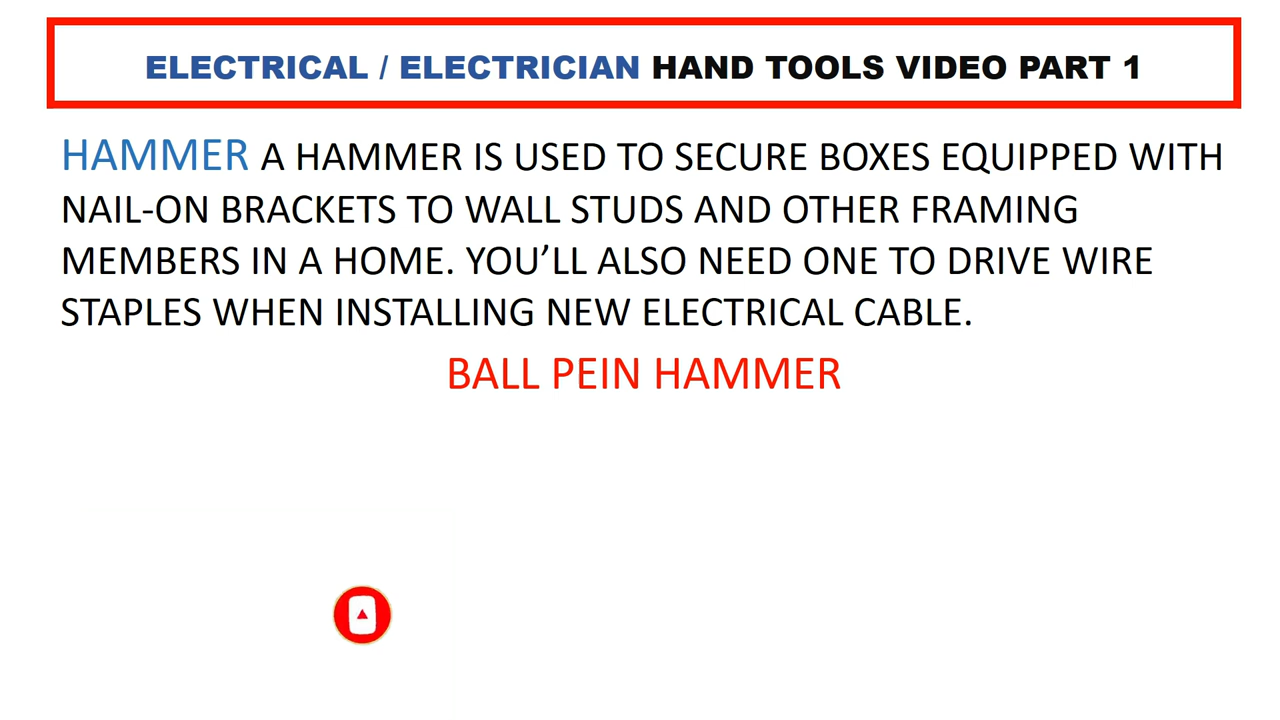 ELECTRICAL / ELECTRICIAN HAND TOOLS VIDEO PART 1
HAMMER A HAMMER IS USED TO SECURE BOXES EQUIPPED WITH
NAIL-ON BRACKETS TO WALL STUDS AND OTHER FRAMING
MEMBERS IN A HOME. YOU’LL ALSO NEED ONE TO DRIVE WIRE
STAPLES WHEN INSTALLING NEW ELECTRICAL CABLE.
BALL PEIN HAMMER